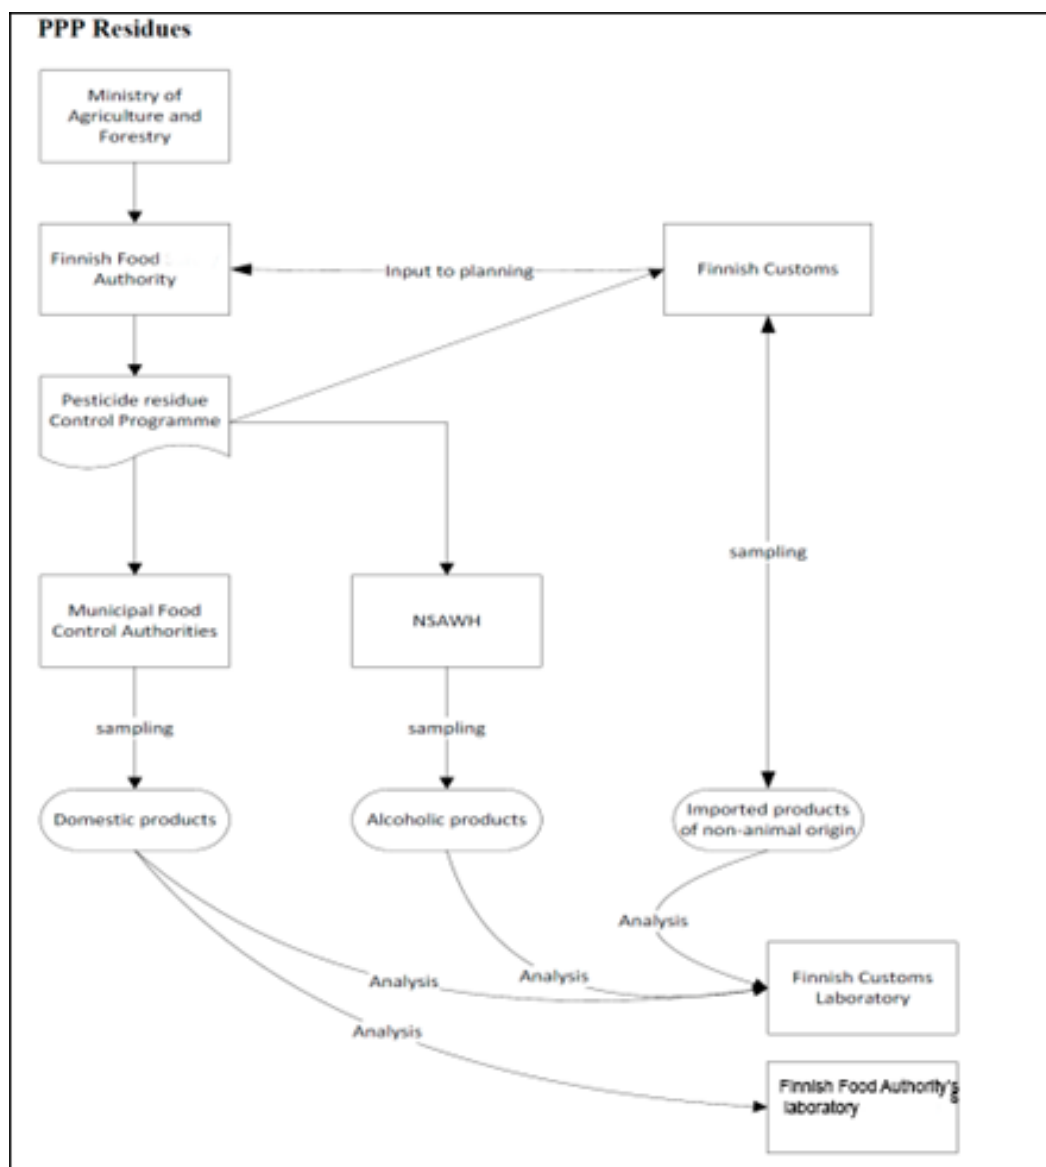 PPP Residues
Ministry of
Agriculture and
Forestry
Finnish Food
Authority
Input to planning
Finnish Customs
Pesticide residue
Control Programme
sampling
Municipal Food
Control Authorities
NSAWH
sampling
sampling
Domestic products
Alcoholic products
Imported products
of non-animal origin
Analysis
Analysis
Analysis
Finnish Customs
Laboratory
Analysis
Finnish Food Authority's
laboratory